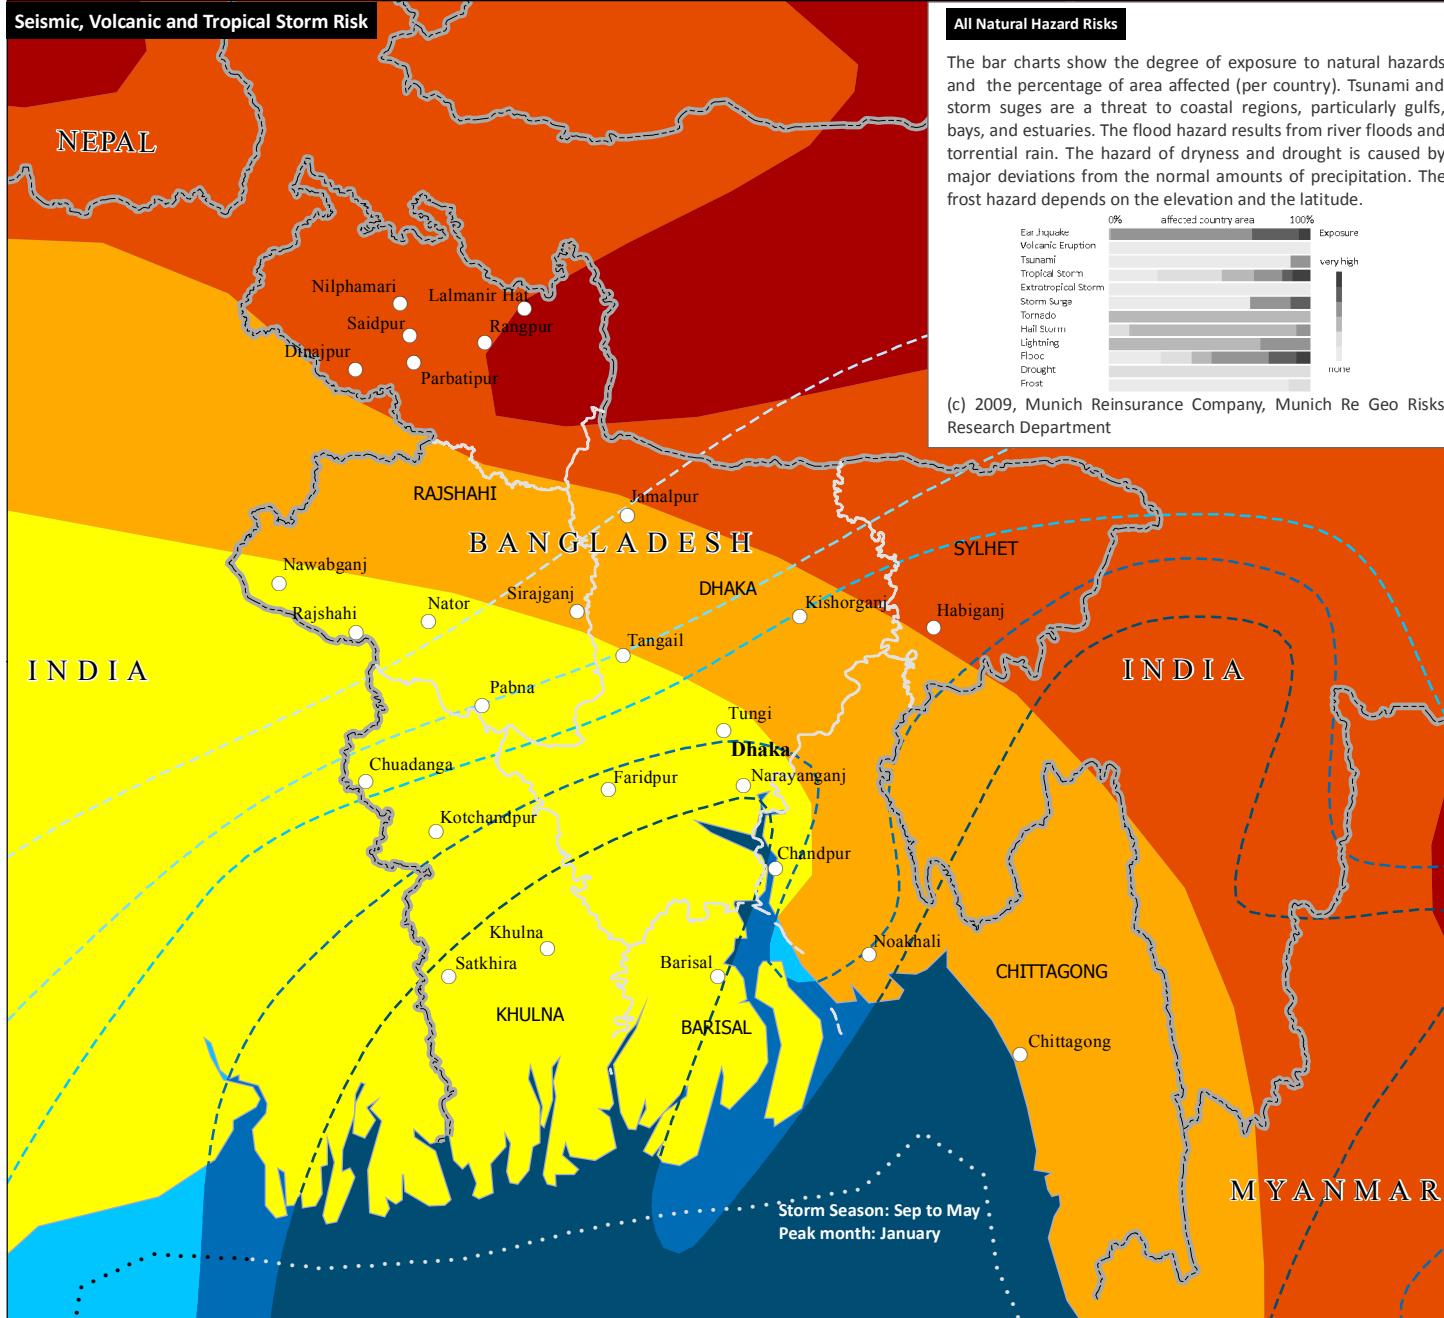 Seismic, Volcanic and Tropical Storm Risk
All Natural Hazard Risks
The bar charts show the degree of exposure to natural hazards
and the percentage of area affected (per country). Tsunami and
storm suges are a threat to coastal regions, particularly gulfs,
bays, and estuaries. The flood hazard results from river floods and
torrential rain. The hazard of dryness and drought is caused by
major deviations from the normal amounts of precipitation. The
frost hazard depends on the elevation and the latitude.
0% affected country area 100%
Earthquake
Exposure
Volcanic Eruption
Tsunami
very high
Tropical Storm
Extratropical Storm
Storm Surge
Tornado
Hail Storm
Lightning
Flood
Drought
none
Frost
(c) 2009, Munich Reinsurance Company, Munich Re Geo Risks
Research Department
NEPAL
Nilphamari
Lalmanir Hat
Saidpur
Rangpur
Dinajpur
Parbatipur
RAJSHAHI
Jamalpur
BANGLADESH
SYLHET
Nawabganj
DHAKA
Sirajganj
Nator
Kishorganj
Rajshahi
Habiganj
Tangail
INDIA
INDIA
Pabna
Tungi
Dhaka
Chuadanga
Faridpur
Narayanganj
Kotchandpur
Chandpur
Khulna
Noakhali
Satkhira
Barisal
CHITTAGONG
KHULNA
BARISAL
Chittagong
MYANMAR
Storm Season: Sep to May
Peak month: January